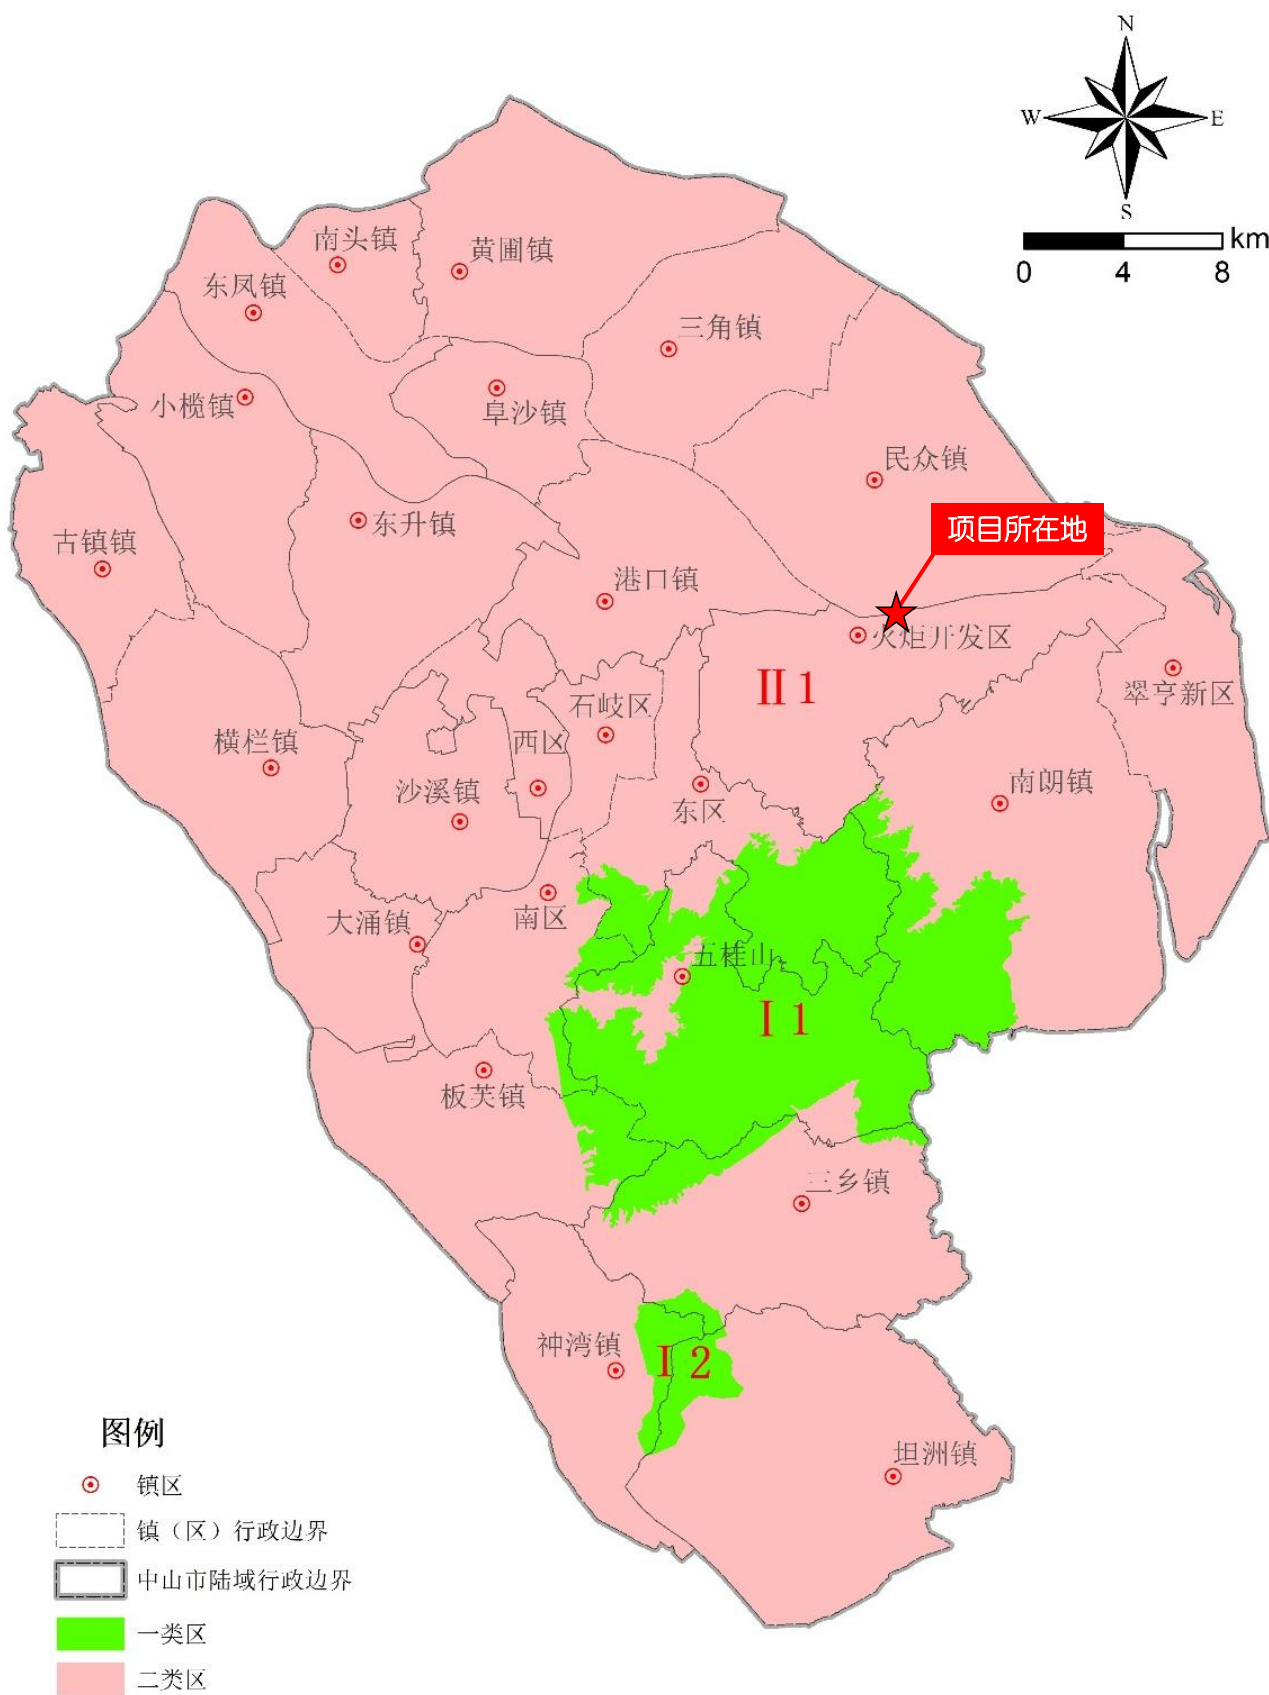 N
W
E
S
km
0 4 8
南头镇
黄圃镇
东凤镇
三角镇
小榄镇
阜沙镇
民众镇
项目所在地
东升镇
古镇镇
港口镇
火炬开发区
翠亨新区
Ⅱ1
石岐区
西区
横栏镇
沙溪镇
东区
南朗镇
南区
大涌镇
五桂山
Ⅰ1
板芙镇
三乡镇
神湾镇
Ⅰ2
坦洲镇
图例
镇区
镇（区）行政边界
中山市陆域行政边界
一类区
二类区